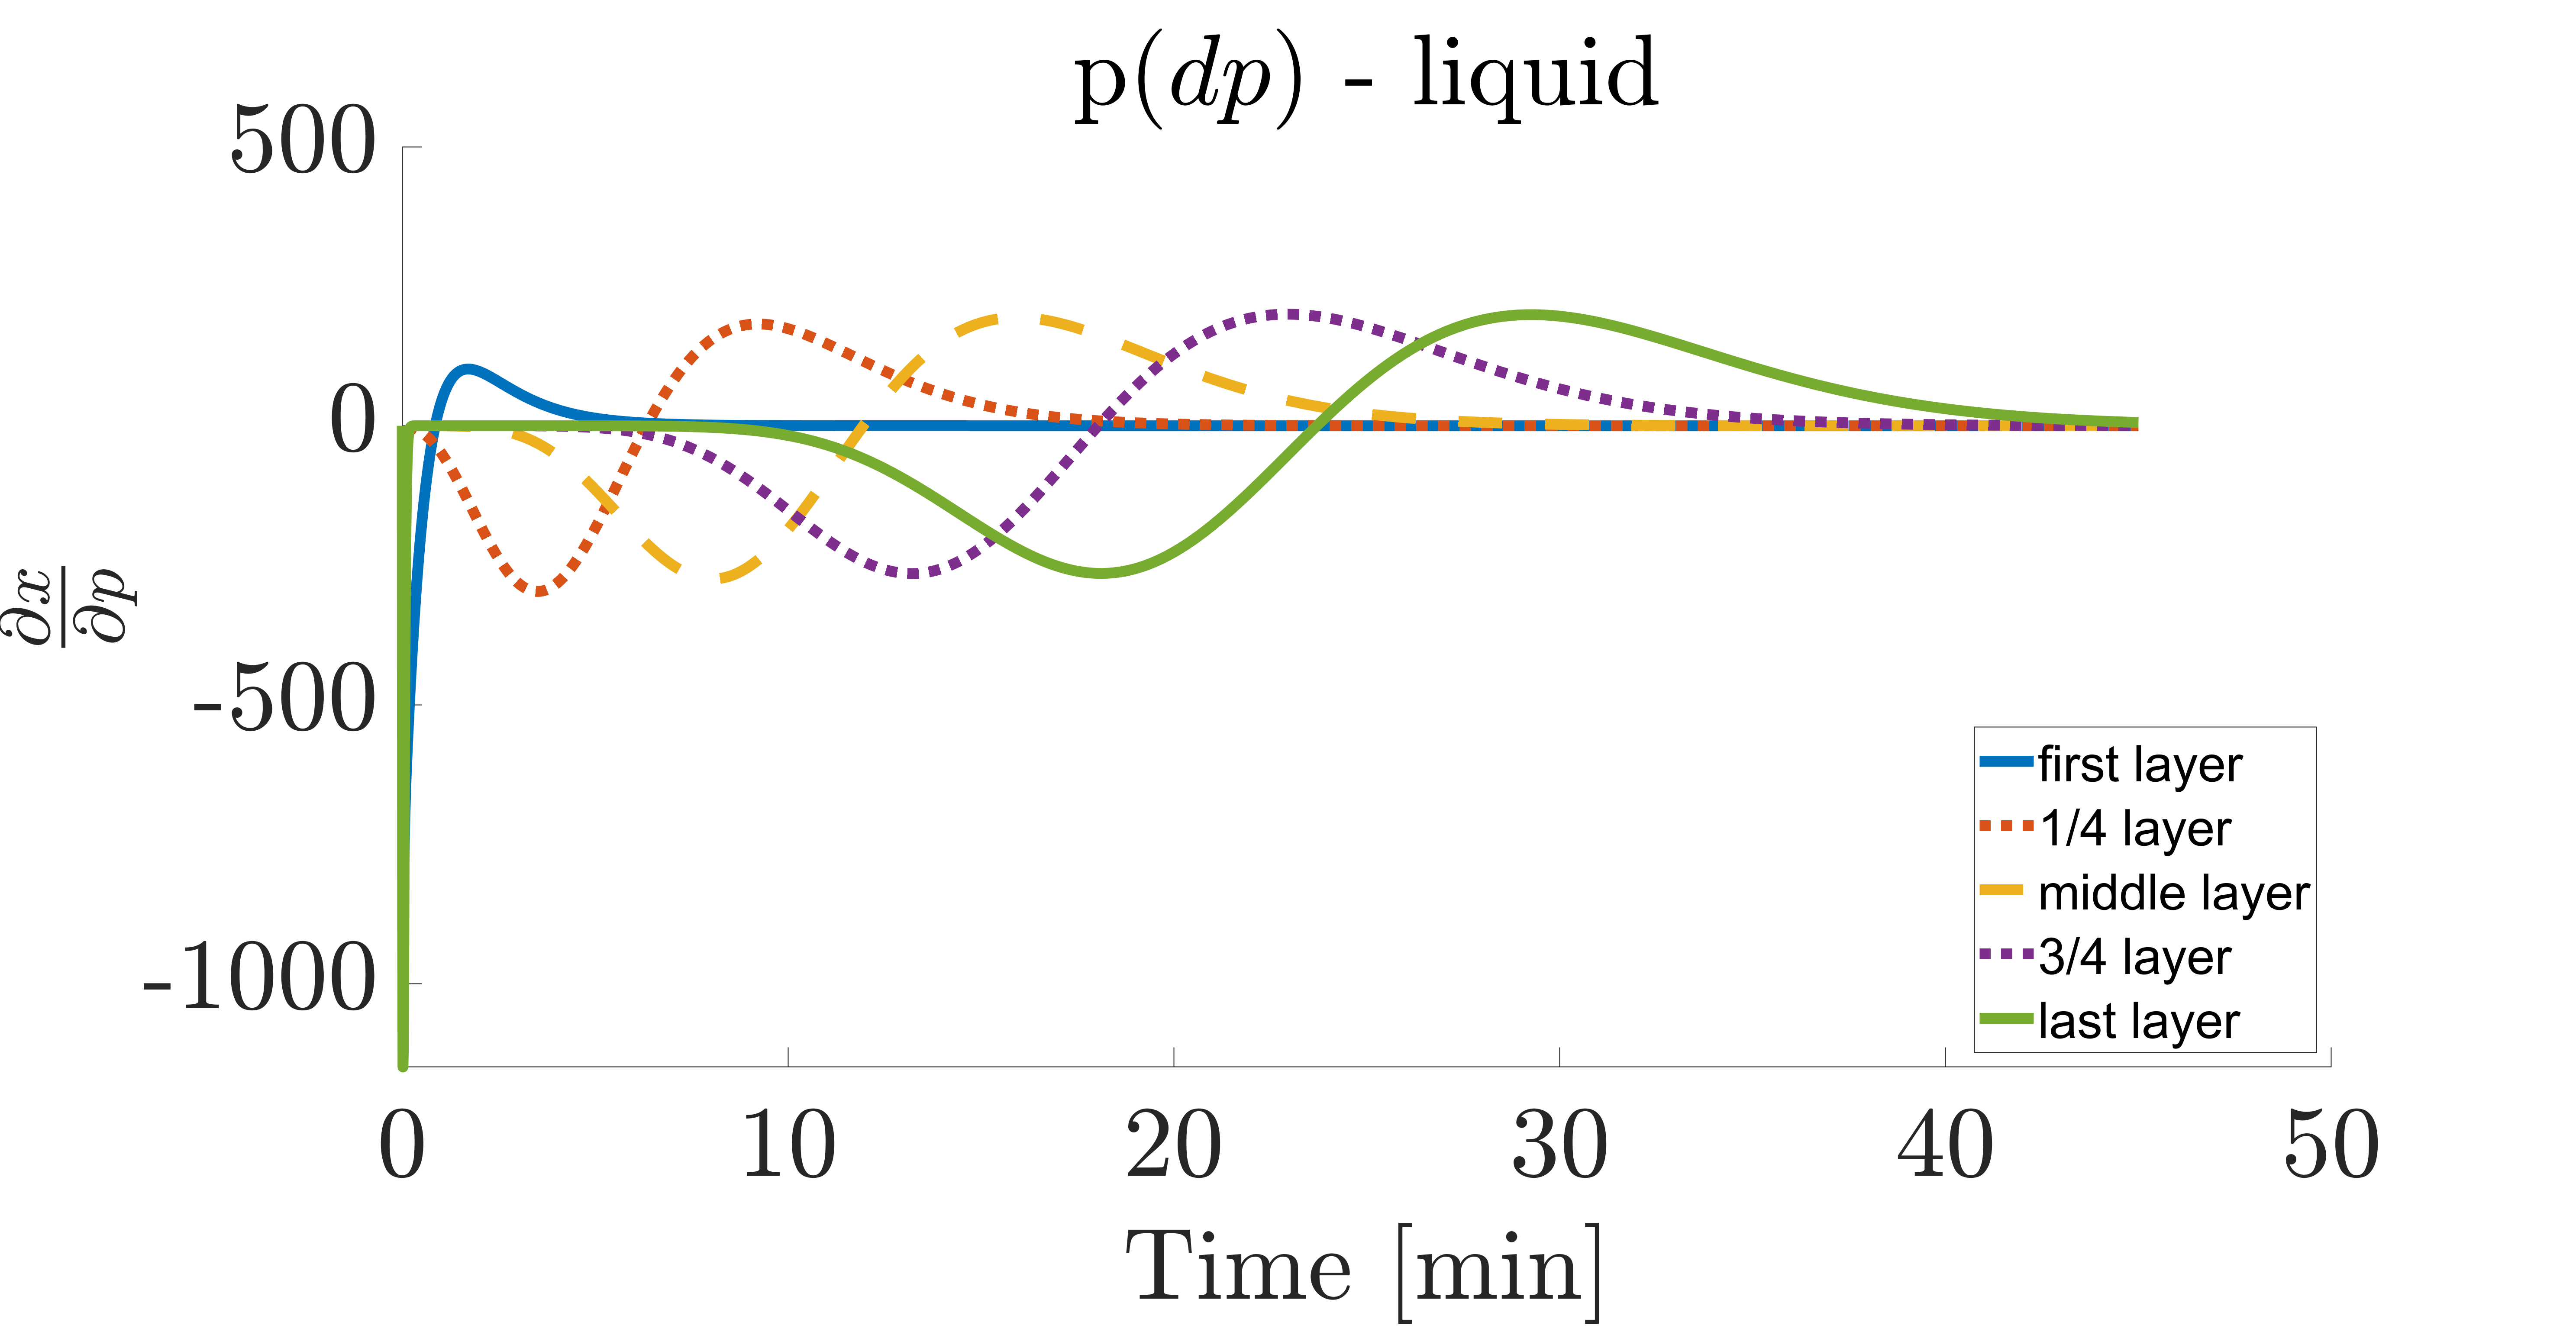 p(dp) - liquid
500
0
-500
-1000
∂x
∂p
first layer
1/4 layer
middle layer
3/4 layer
last layer
0 10 20 30 40 50
Time [min]